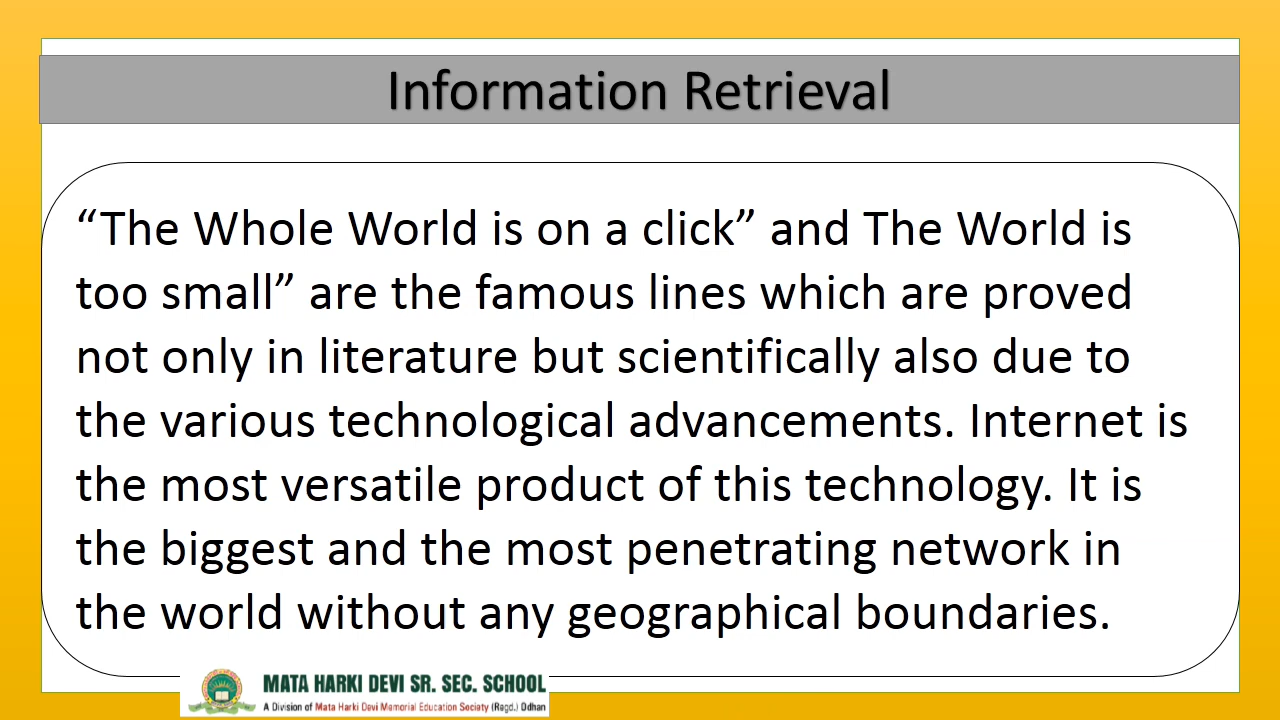 Information Retrieval
“The Whole World is on a click” and The World is
too small” are the famous lines which are proved
not only in literature but scientifically also due to
the various technological advancements. Internet is
the most versatile product of this technology. It is
the biggest and the most penetrating network in
the world without any geographical boundaries.
MATA HARKI DEVI SR. SEC. SCHOOL
A Division of Mata Harki Devi Memorial Education Society (Regd.) Odhan